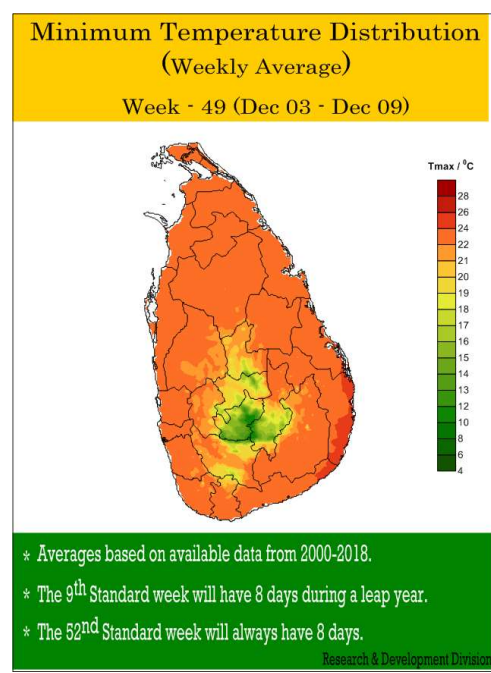 Minimum Temperature Distribution
(Weekly Average)
Week - 49 (Dec 03 - Dec 09)
Tmax / ⁰C
28
26
24
22
21
20
19
18
17
16
15
14
13
12
10
8
6
4
* Averages based on available data from 2000-2018.
* The 9th Standard week will have 8 days during a leap year.
* The 52nd Standard week will always have 8 days.
Research & Development Division